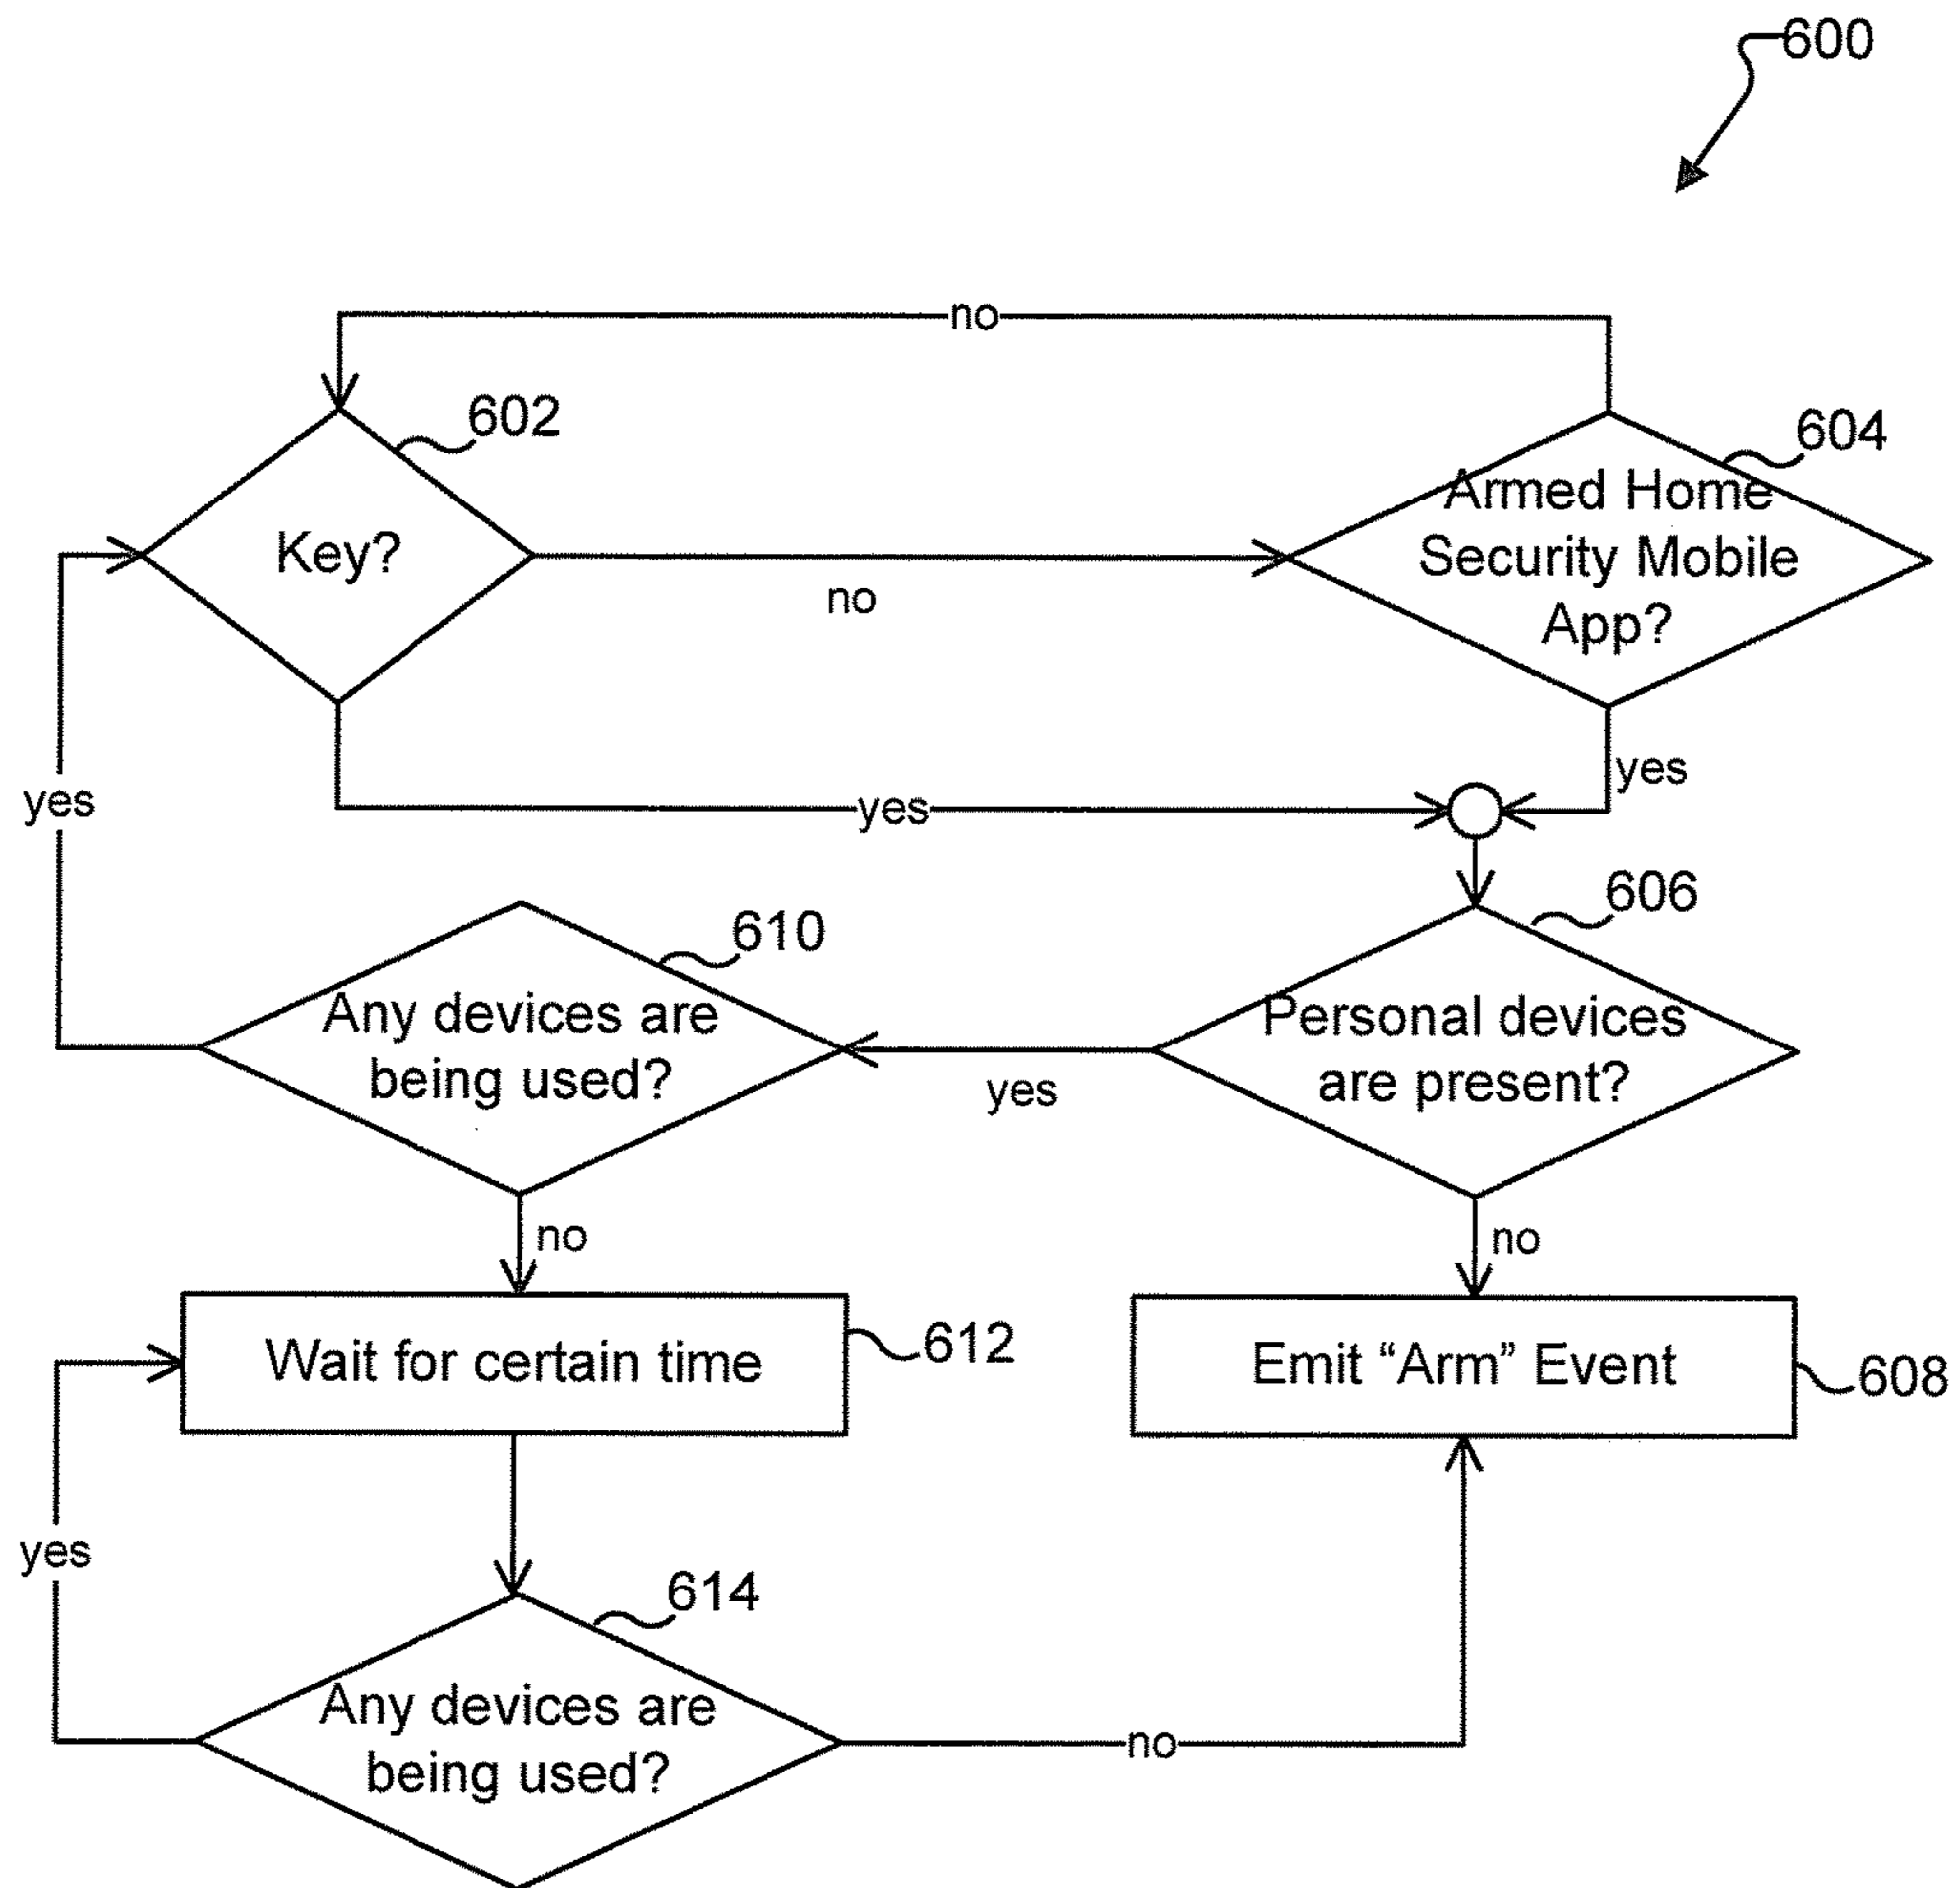 600
no
602
604
Key?
Armed Home
Security Mobile
App?
no
yes
yes
yes
610
606
Any devices are
being used?
Personal devices
are present?
yes
no
no
Wait for certain time
612
Emit “Arm” Event
608
yes
614
Any devices are
being used?
no